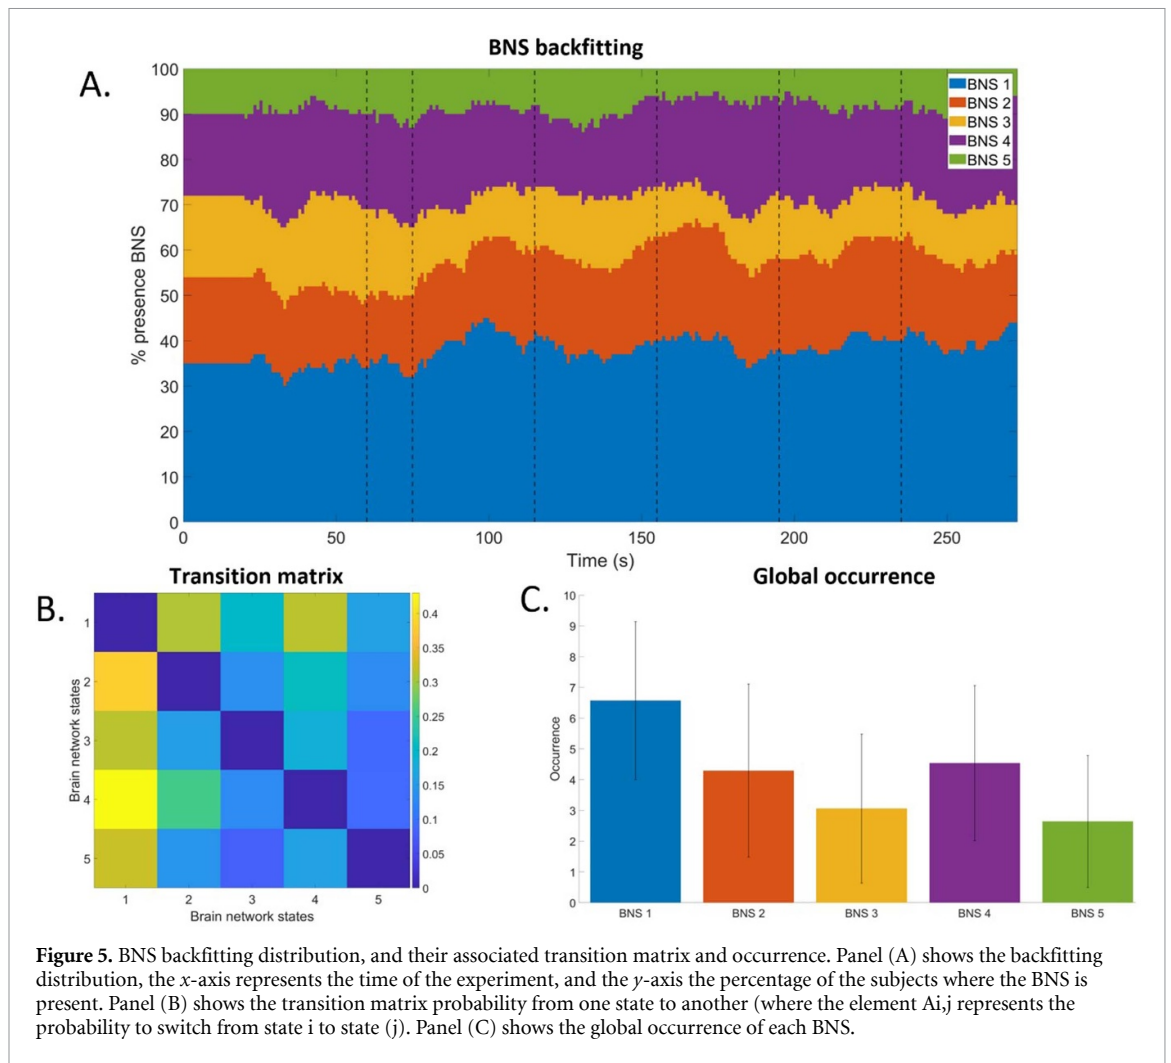 BNS backfitting
A.
100
90
80
70
60
50
40
30
20
10
0
% presence BNS
BNS 1
BNS 2
BNS 3
BNS 4
BNS 5
0 50 100 150 200 250
Time (s)
Transition matrix
B.
1
2
3
4
5
Brain network states
1 2 3 4 5
Brain network states
0.4
0.35
0.3
0.25
0.2
0.15
0.1
0.05
0
Global occurrence
C.
10
9
8
7
6
5
4
3
2
1
0
Occurrence
BNS 1 BNS 2 BNS 3 BNS 4 BNS 5
Figure 5. BNS backfitting distribution, and their associated transition matrix and occurrence. Panel (A) shows the backfitting
distribution, the x-axis represents the time of the experiment, and the y-axis the percentage of the subjects where the BNS is
present. Panel (B) shows the transition matrix probability from one state to another (where the element Ai,j represents the
probability to switch from state i to state (j). Panel (C) shows the global occurrence of each BNS.